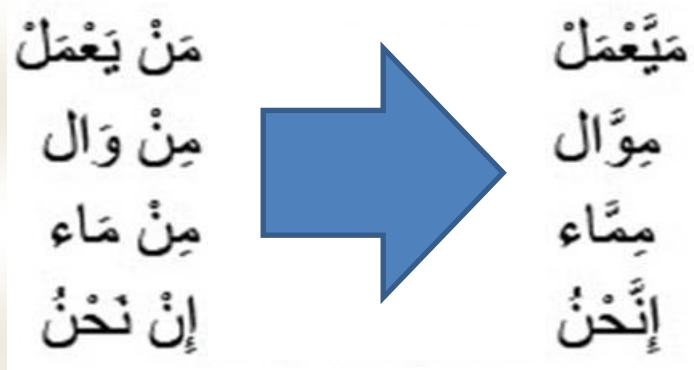 مَنْ يَعْمَلْ
مِنْ وَال
مِنْ مَاء
إِنْ نَحْنُ
مَيَّعْمَلْ
مِوَّال
مِمَّاء
إِنَّحْنُ